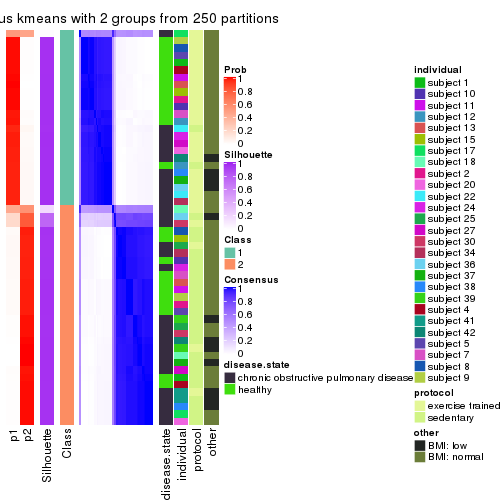 us kmeans with 2 groups from 250 partitions
Prob
1
0.8
0.6
0.4
0.2
0
Silhouette
1
0.8
0.6
0.4
0.2
0
Class
1
2
Consensus
1
0.8
0.6
0.4
0.2
0
disease.state
chronic obstructive pulmonary disease
healthy
individual
subject 1
subject 10
subject 11
subject 12
subject 13
subject 15
subject 17
subject 18
subject 2
subject 20
subject 22
subject 24
subject 25
subject 27
subject 30
subject 34
subject 36
subject 37
subject 38
subject 39
subject 4
subject 41
subject 42
subject 5
subject 7
subject 8
subject 9
protocol
exercise trained
sedentary
other
BMI: low
BMI: normal
p1
p2
Silhouette
Class
disease.state
individual
protocol
other